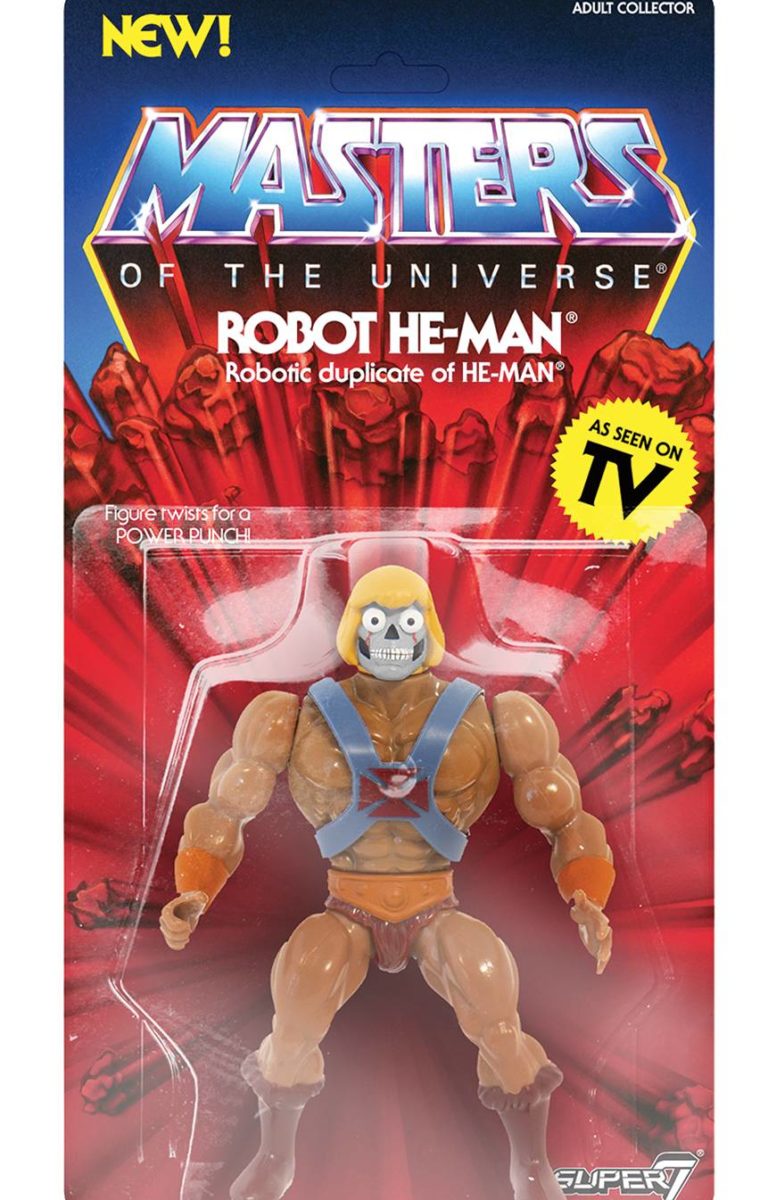 ADULT COLLECTOR
NEW!
MASTERS
OF THE UNIVERSE®
ROBOT HE-MAN®
Robotic duplicate of HE-MAN®
AS SEEN ON
TV
Figure twists for a
POWER PUNCH!
SUPER7